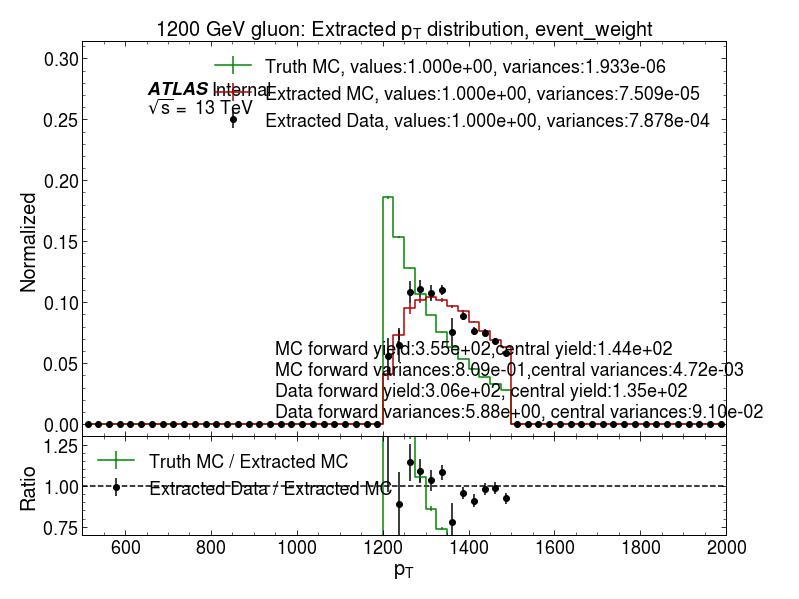 1200 GeV gluon: Extracted pT distribution, event_weight
Truth MC, values:1.000e+00, variances:1.933e-06
Extracted MC, values:1.000e+00, variances:7.509e-05
Extracted Data, values:1.000e+00, variances:7.878e-04
ATLAS Internal
√s = 13 TeV
Normalized
0.30
0.25
0.20
0.15
0.10
0.05
0.00
MC forward yield:3.55e+02,central yield:1.44e+02
MC forward variances:8.09e-01,central variances:4.72e-03
Data forward yield:3.06e+02, central yield:1.35e+02
Data forward variances:5.88e+00, central variances:9.10e-02
Ratio
1.25
1.00
0.75
Truth MC / Extracted MC
Extracted Data / Extracted MC
600 800 1000 1200 1400 1600 1800 2000
pT